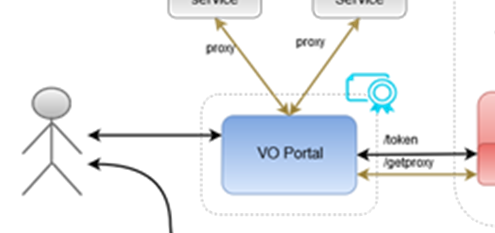 service
Service
proxy
proxy
VO Portal
/token
/getproxy